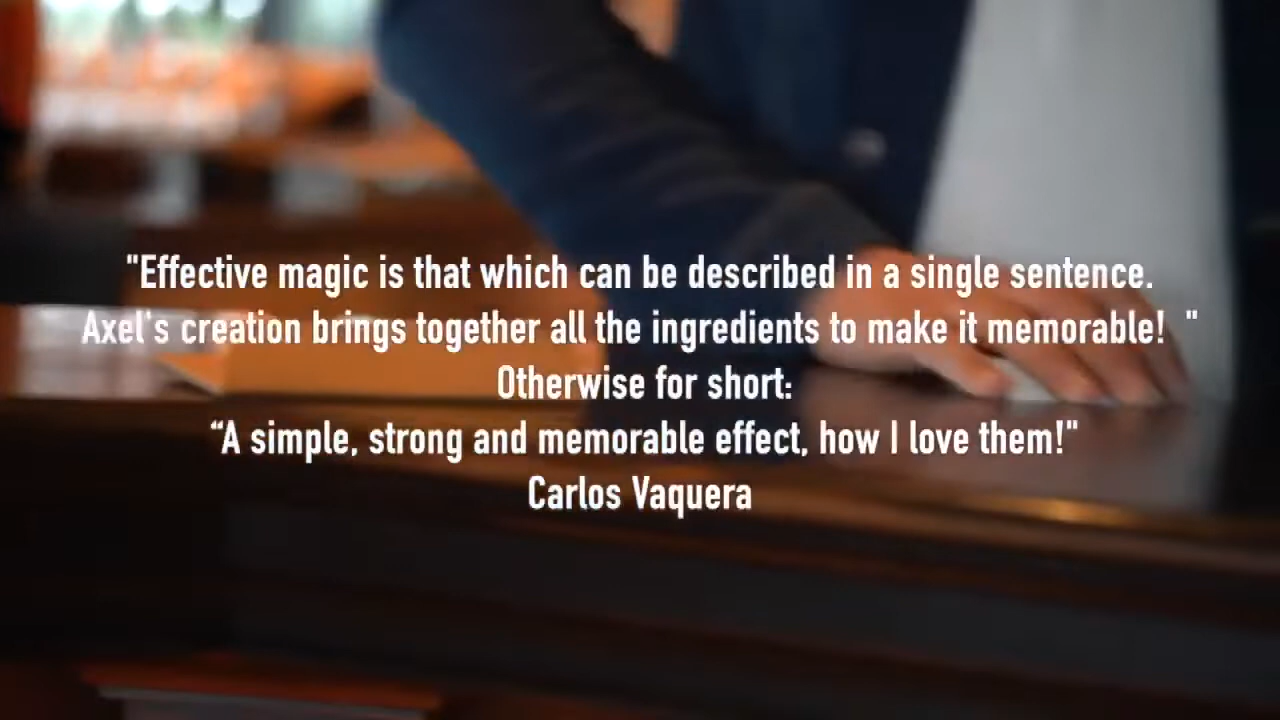 "Effective magic is that which can be described in a single sentence.
Axel's creation brings together all the ingredients to make it memorable! "
Otherwise for short:
“A simple, strong and memorable effect, how I love them!"
Carlos Vaquera